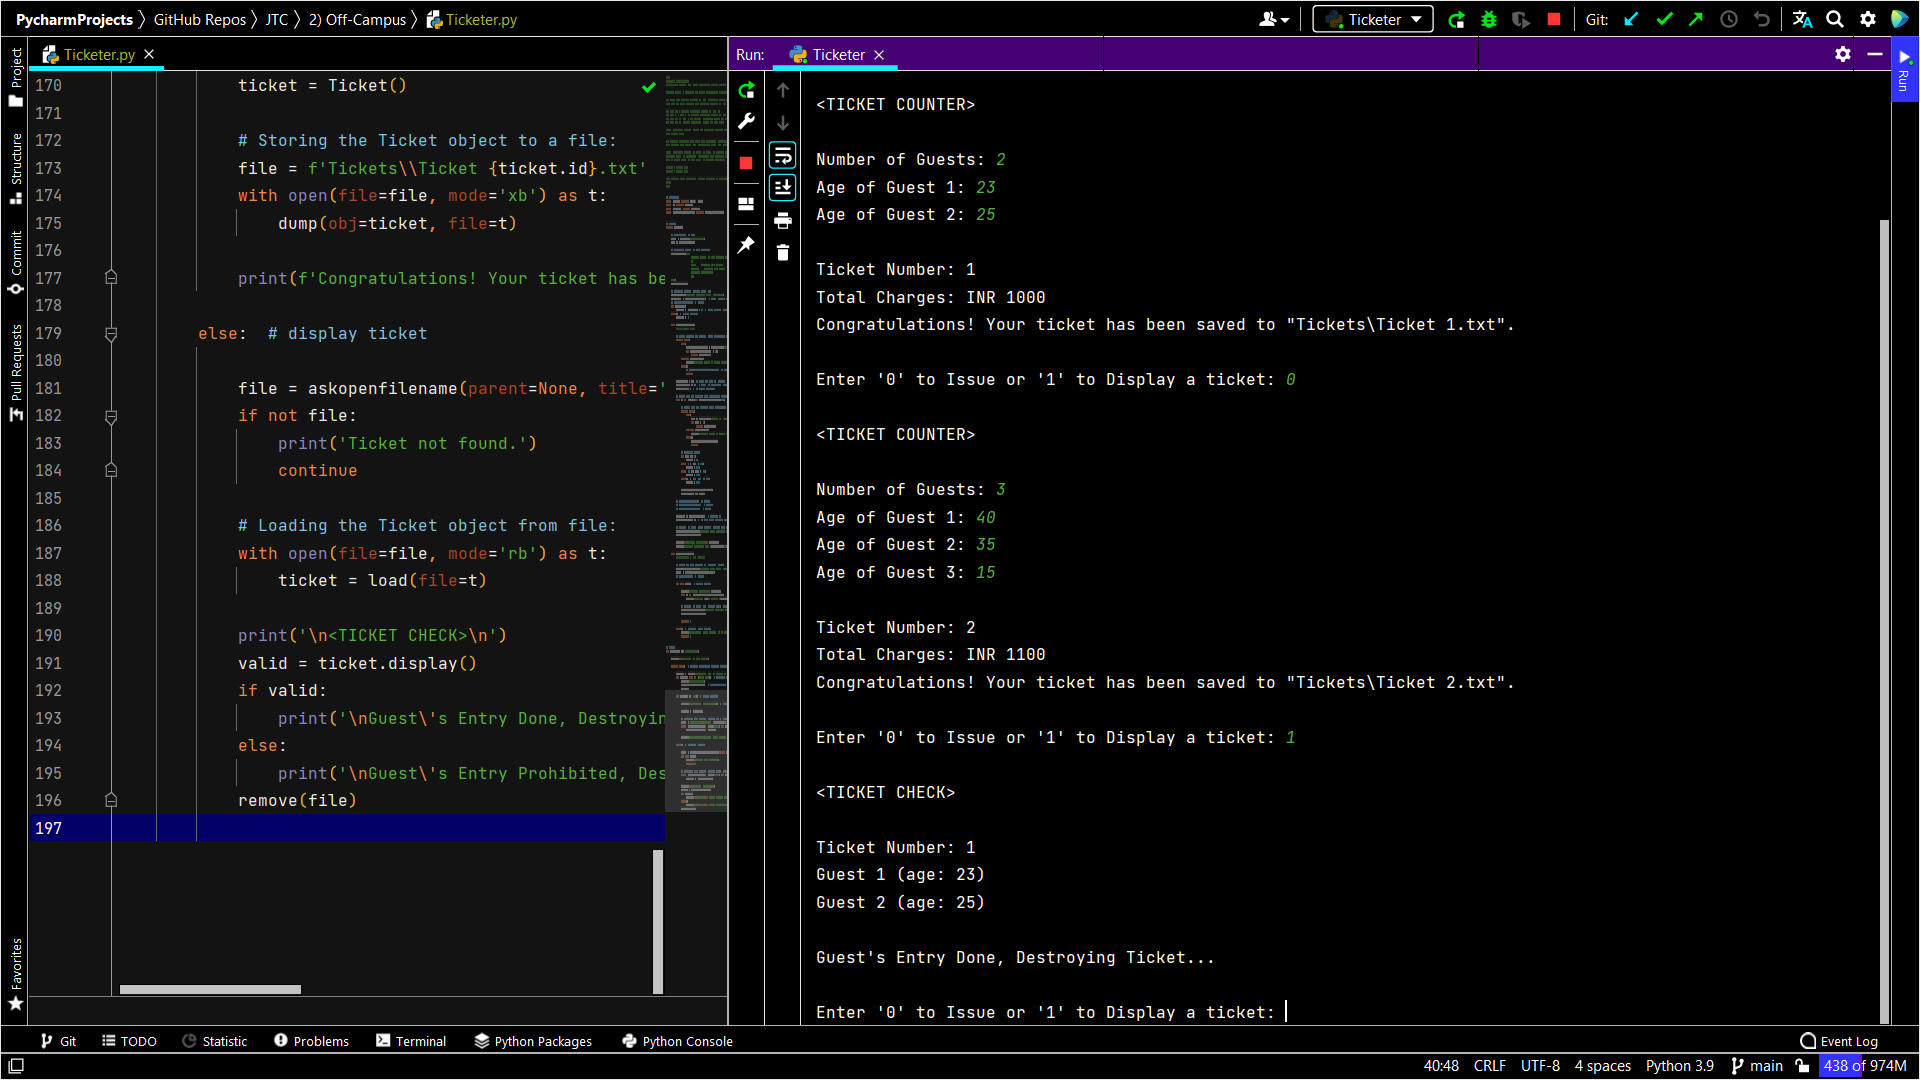 PycharmProjects GitHub Repos JTC 2) Off-Campus Ticketer.py
Ticketer
Git:
Project
Structure
Commit
Pull Requests
Favorites
Ticketer.py
170 ticket = Ticket()
171
172 # Storing the Ticket object to a file:
173 file = f'Tickets\\Ticket {ticket.id}.txt'
174 with open(file=file, mode='xb') as t:
175 dump(obj=ticket, file=t)
176
177 print(f'Congratulations! Your ticket has be
178
179 else:  # display ticket
180
181 file = askopenfilename(parent=None, title='
182 if not file:
183 print('Ticket not found.')
184 continue
185
186 # Loading the Ticket object from file:
187 with open(file=file, mode='rb') as t:
188 ticket = load(file=t)
189
190 print('\n<TICKET CHECK>\n')
191 valid = ticket.display()
192 if valid:
193 print('\nGuest\'s Entry Done, Destroyin
194 else:
195 print('\nGuest\'s Entry Prohibited, Des
196 remove(file)
197
Run: Ticketer
Run
<TICKET COUNTER>
Number of Guests: 2
Age of Guest 1: 23
Age of Guest 2: 25
Ticket Number: 1
Total Charges: INR 1000
Congratulations! Your ticket has been saved to "Tickets\Ticket 1.txt".
Enter '0' to Issue or '1' to Display a ticket: 0
<TICKET COUNTER>
Number of Guests: 3
Age of Guest 1: 40
Age of Guest 2: 35
Age of Guest 3: 15
Ticket Number: 2
Total Charges: INR 1100
Congratulations! Your ticket has been saved to "Tickets\Ticket 2.txt".
Enter '0' to Issue or '1' to Display a ticket: 1
<TICKET CHECK>
Ticket Number: 1
Guest 1 (age: 23)
Guest 2 (age: 25)
Guest's Entry Done, Destroying Ticket...
Enter '0' to Issue or '1' to Display a ticket:
Git TODO Statistic Problems Terminal Python Packages Python Console Event Log
40:48 CRLF UTF-8 4 spaces Python 3.9 main 438 of 974M